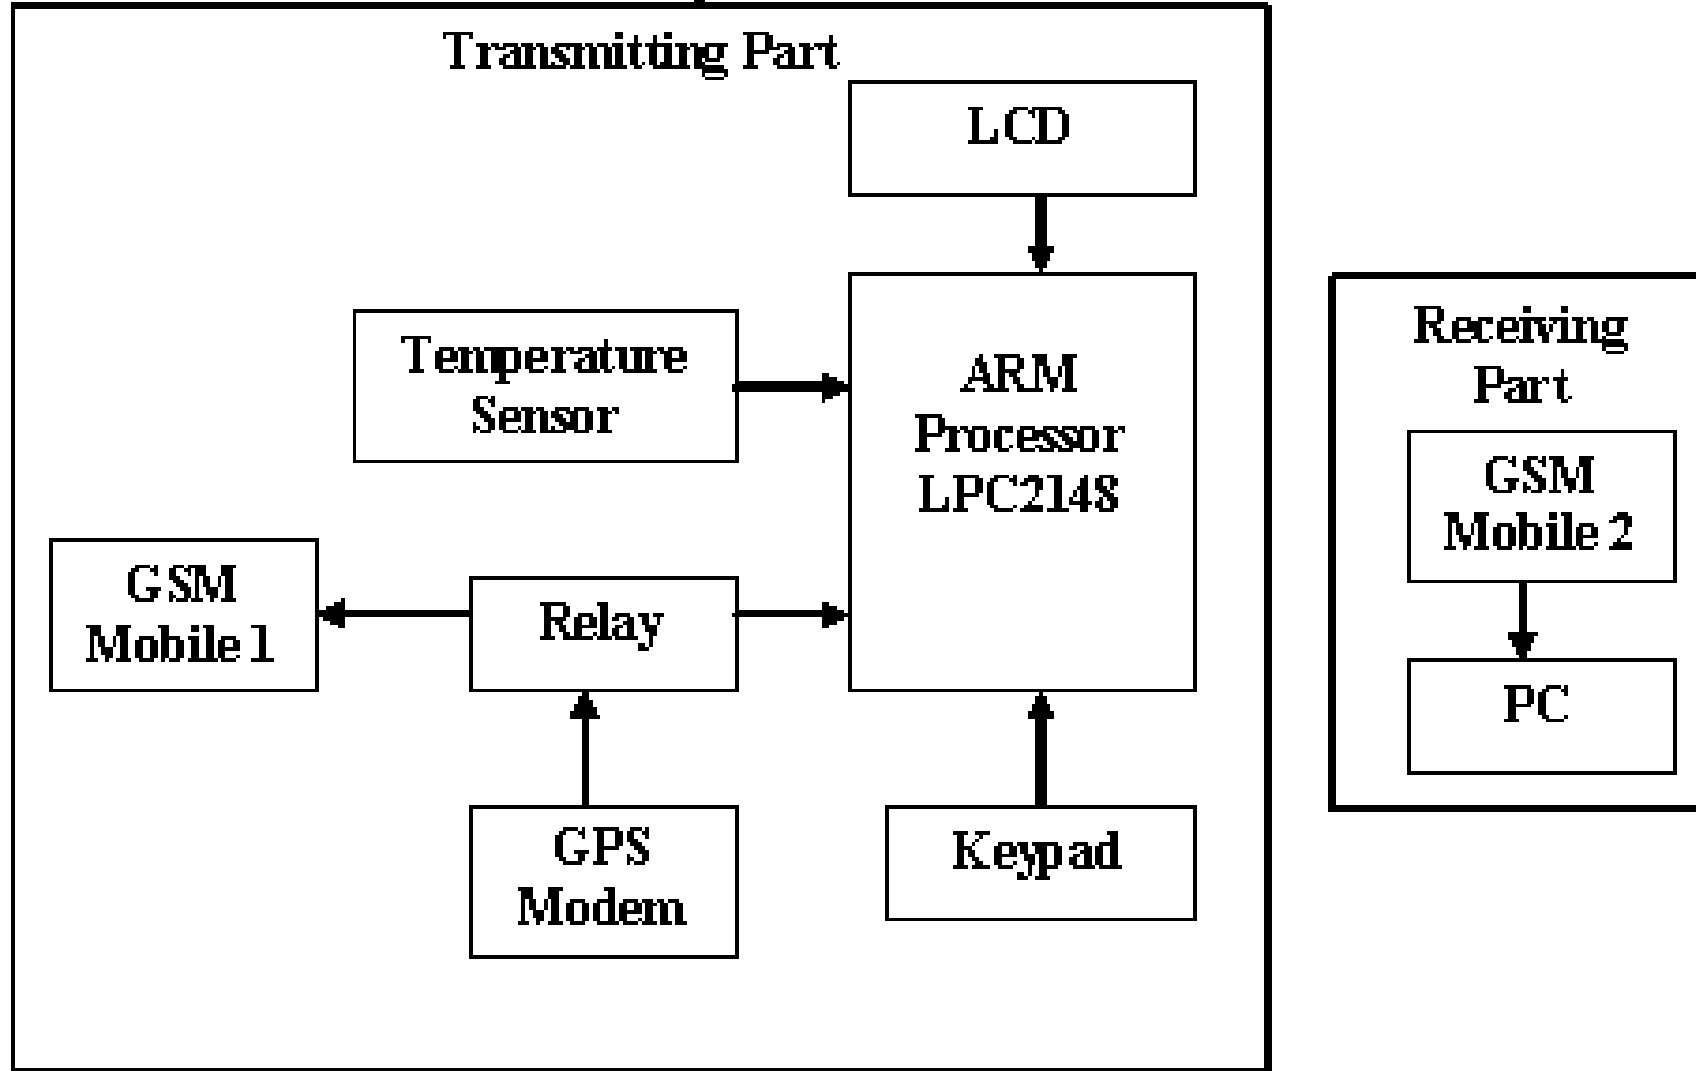 Transmitting Part
LCD
Temperature
Sensor
ARM
Processor
LPC2148
GSM
Mobile 1
Relay
GPS
Modem
Keypad
Receiving
Part
GSM
Mobile 2
PC